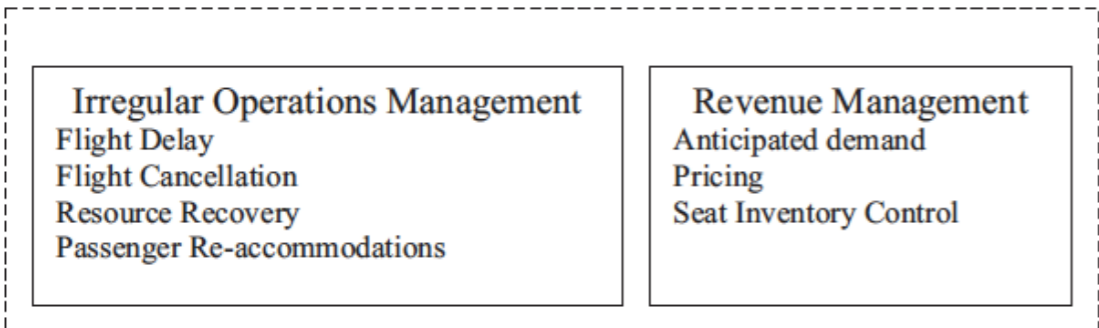 Irregular Operations Management
Flight Delay
Flight Cancellation
Resource Recovery
Passenger Re-accommodations
Revenue Management
Anticipated demand
Pricing
Seat Inventory Control